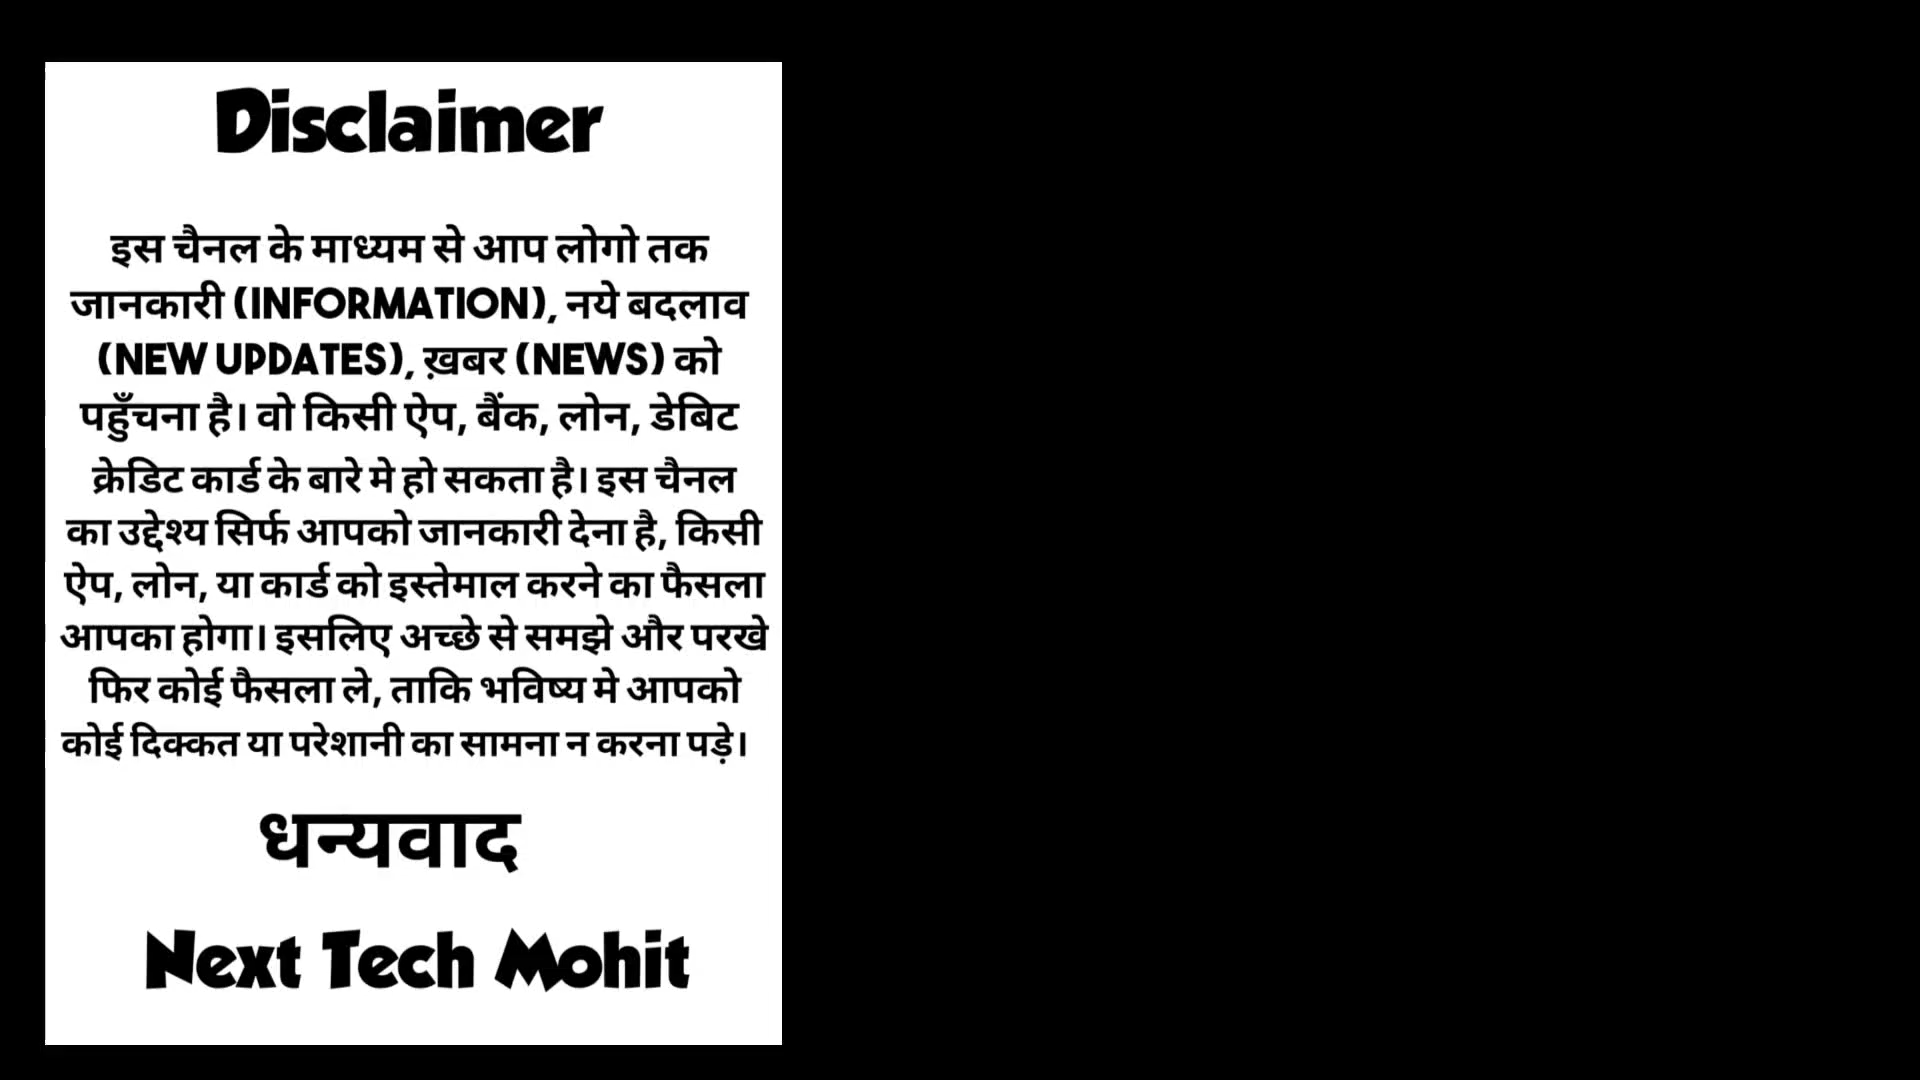 Disclaimer
इस चैनल के माध्यम से आप लोगो तक
जानकारी (INFORMATION), नये बदलाव
(NEW UPDATES), ख़बर (NEWS) को
पहुँचना है। वो किसी ऐप, बैंक, लोन, डेबिट
क्रेडिट कार्ड के बारे मे हो सकता है। इस चैनल
का उद्देश्य सिर्फ आपको जानकारी देना है, किसी
ऐप, लोन, या कार्ड को इस्तेमाल करने का फैसला
आपका होगा। इसलिए अच्छे से समझे और परखे
फिर कोई फैसला ले, ताकि भविष्य मे आपको
कोई दिक्कत या परेशानी का सामना न करना पड़े।
धन्यवाद
Next Tech Mohit